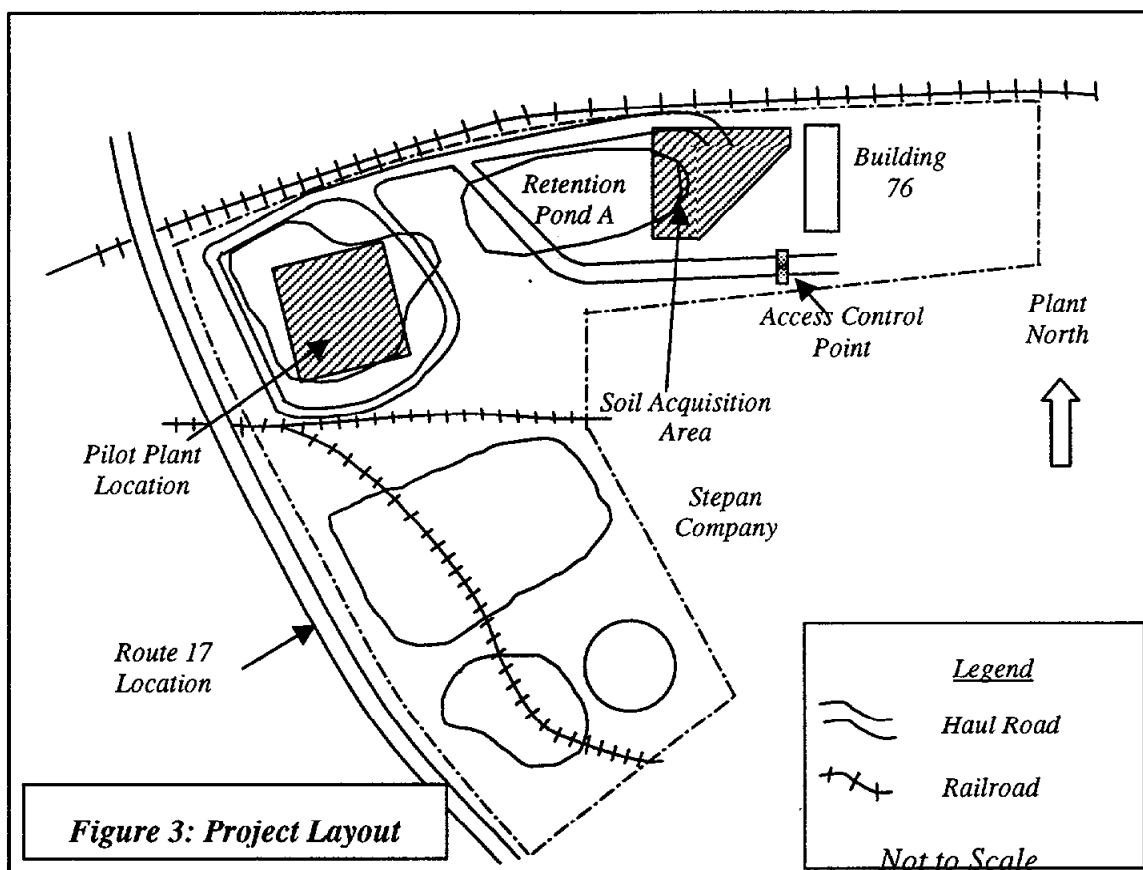 Retention
Pond A
Building
76
Access Control
Point
Plant
North
Soil Acquisition
Area
Pilot Plant
Location
Stepan
Company
Route 17
Location
Legend
Haul Road
Railroad
Not to Scale
Figure 3: Project Layout